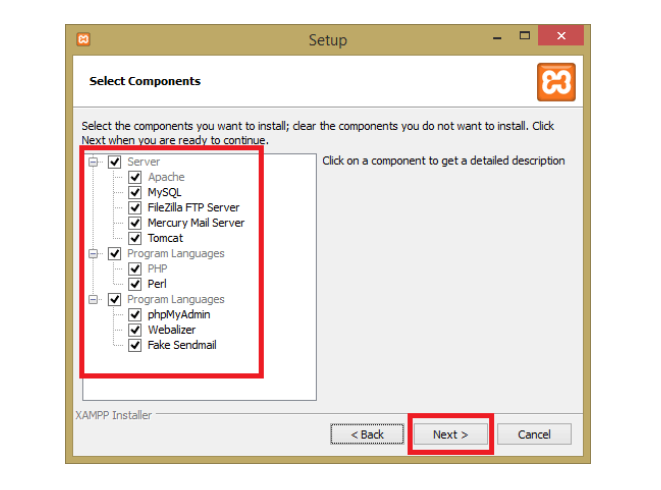 Setup
Select Components
Select the components you want to install; clear the components you do not want to install. Click
Next when you are ready to continue.
Server
Apache
MySQL
FileZilla FTP Server
Mercury Mail Server
Tomcat
Program Languages
PHP
Perl
Program Languages
phpMyAdmin
Webalizer
Fake Sendmail
Click on a component to get a detailed description
XAMPP Installer
< Back
Next >
Cancel